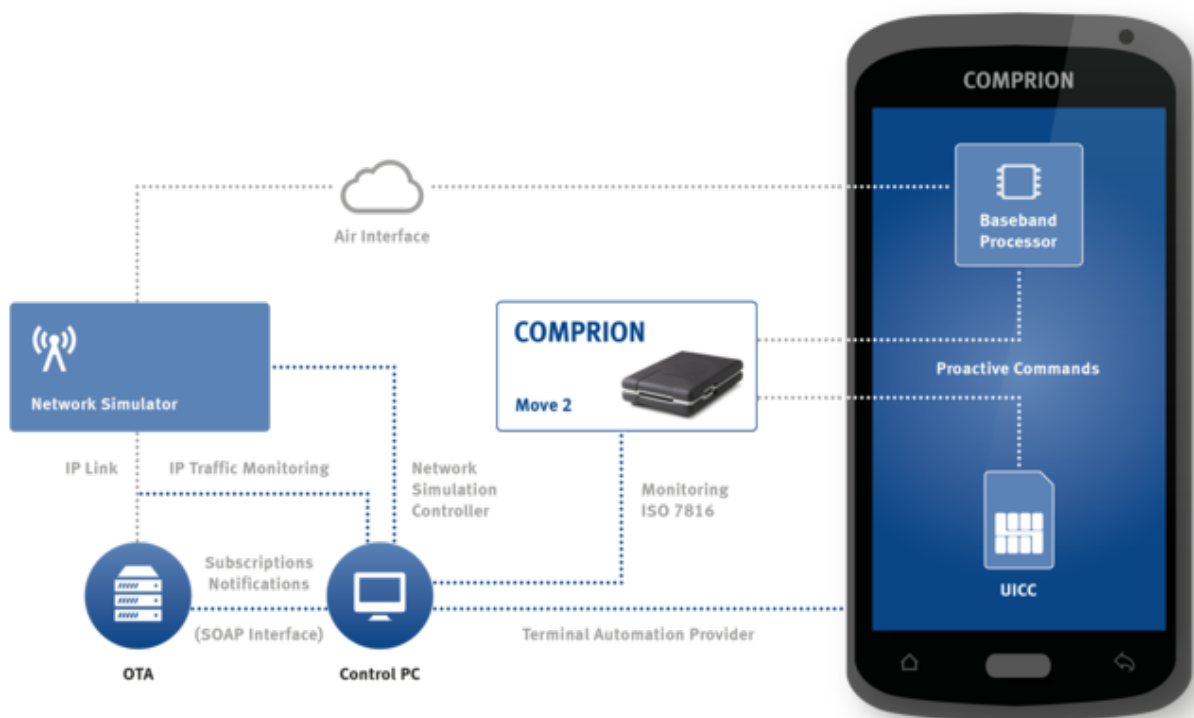 COMPRION
Baseband
Processor
Air Interface
COMPRION
Move 2
Network Simulator
Proactive Commands
IP Link
IP Traffic Monitoring
Network
Simulation
Controller
Monitoring
ISO 7816
Subscriptions
Notifications
(SOAP Interface)
UICC
Terminal Automation Provider
OTA
Control PC